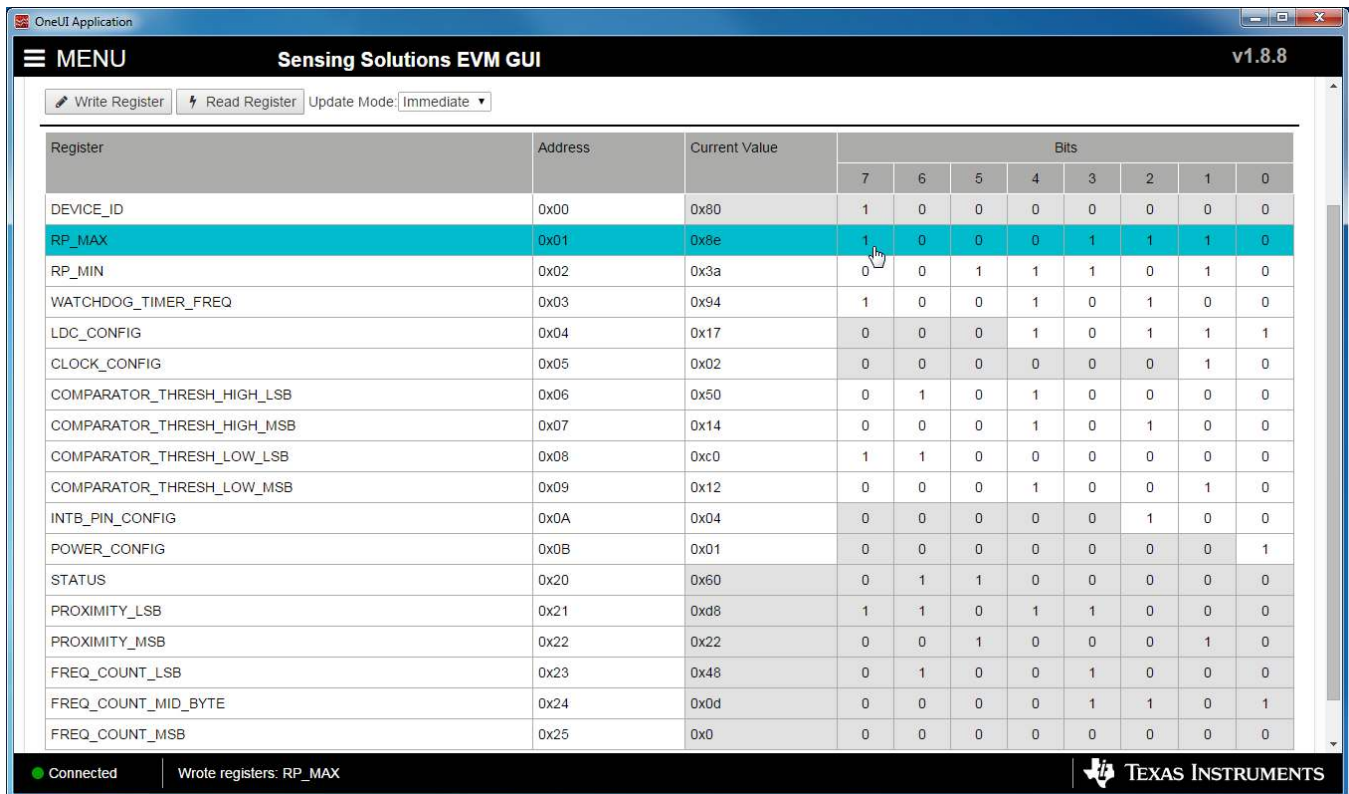 OneUI Application
MENU Sensing Solutions EVM GUI v1.8.8
Write Register Read Register Update Mode: Immediate
Register Address Current Value Bits
7 6 5 4 3 2 1 0
DEVICE_ID 0x00 0x80 1 0 0 0 0 0 0 0
RP_MAX 0x01 0x8e 1 0 0 0 1 1 1 0
RP_MIN 0x02 0x3a 0 0 1 1 1 0 1 0
WATCHDOG_TIMER_FREQ 0x03 0x94 1 0 0 1 0 1 0 0
LDC_CONFIG 0x04 0x17 0 0 0 1 0 1 1 1
CLOCK_CONFIG 0x05 0x02 0 0 0 0 0 0 1 0
COMPARATOR_THRESH_HIGH_LSB 0x06 0x50 0 1 0 1 0 0 0 0
COMPARATOR_THRESH_HIGH_MSB 0x07 0x14 0 0 0 1 0 1 0 0
COMPARATOR_THRESH_LOW_LSB 0x08 0xc0 1 1 0 0 0 0 0 0
COMPARATOR_THRESH_LOW_MSB 0x09 0x12 0 0 0 1 0 0 1 0
INTB_PIN_CONFIG 0x0A 0x04 0 0 0 0 0 1 0 0
POWER_CONFIG 0x0B 0x01 0 0 0 0 0 0 0 1
STATUS 0x20 0x60 0 1 1 0 0 0 0 0
PROXIMITY_LSB 0x21 0xd8 1 1 0 1 1 0 0 0
PROXIMITY_MSB 0x22 0x22 0 0 1 0 0 0 1 0
FREQ_COUNT_LSB 0x23 0x48 0 1 0 0 1 0 0 0
FREQ_COUNT_MID_BYTE 0x24 0x0d 0 0 0 0 1 1 0 1
FREQ_COUNT_MSB 0x25 0x0 0 0 0 0 0 0 0 0
Connected Wrote registers: RP_MAX TEXAS INSTRUMENTS